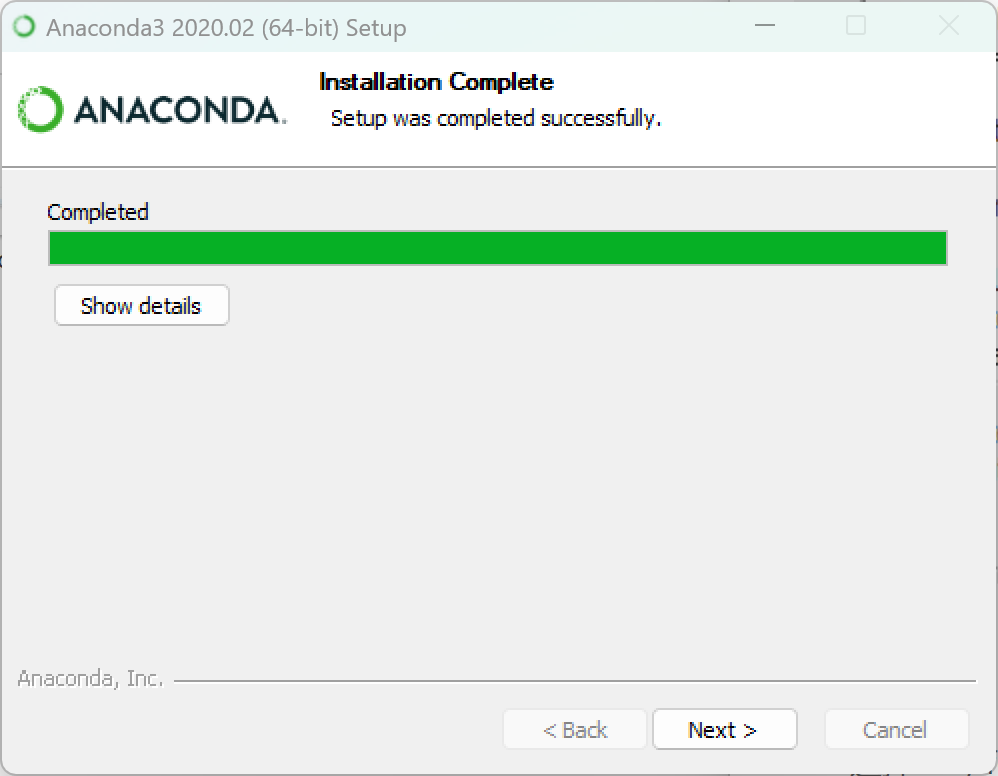 Anaconda3 2020.02 (64-bit) Setup
ANACONDA.
Installation Complete
Setup was completed successfully.
Completed
Show details
Anaconda, Inc.
< Back
Next >
Cancel